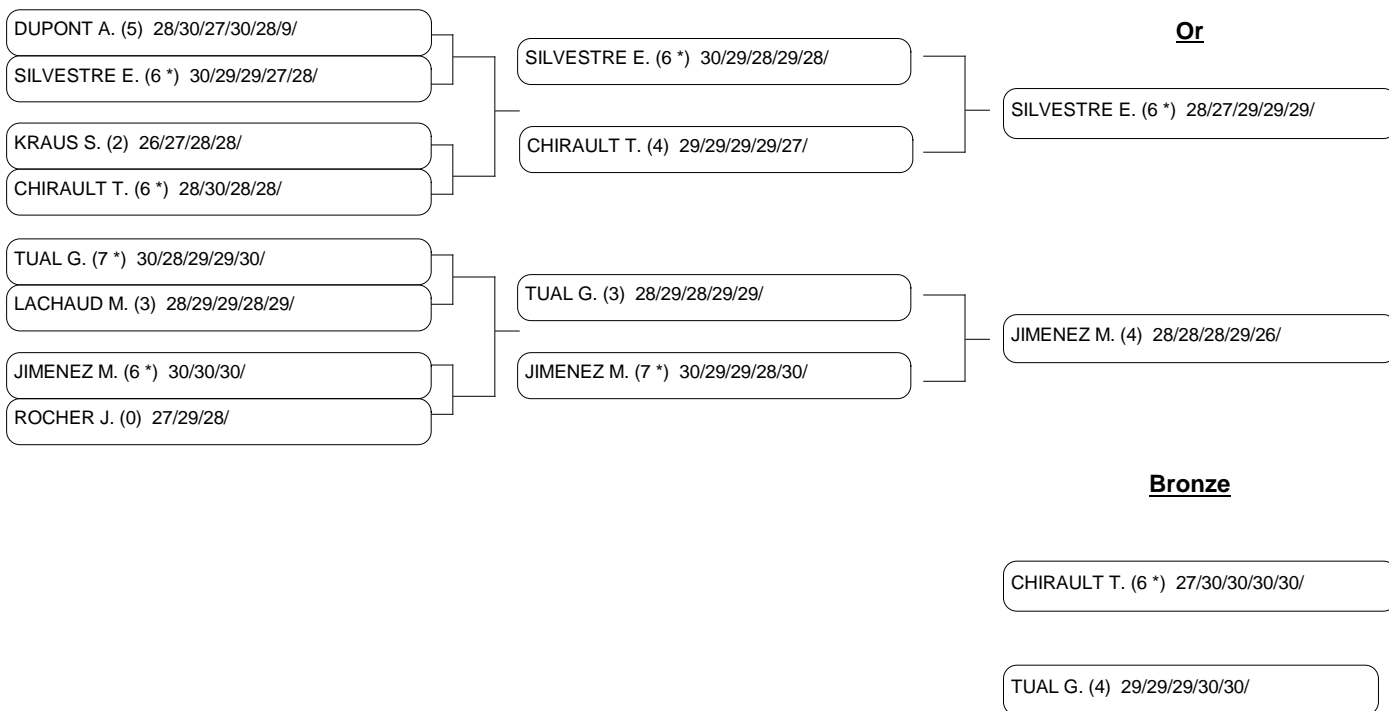 DUPONT A. (5) 28/30/27/30/28/9/
SILVESTRE E. (6 *) 30/29/29/27/28/
KRAUS S. (2) 26/27/28/28/
CHIRAULT T. (6 *) 28/30/28/28/
TUAL G. (7 *) 30/28/29/29/30/
LACHAUD M. (3) 28/29/29/28/29/
JIMENEZ M. (6 *) 30/30/30/
ROCHER J. (0) 27/29/28/
SILVESTRE E. (6 *) 30/29/28/29/28/
CHIRAULT T. (4) 29/29/29/29/27/
TUAL G. (3) 28/29/28/29/29/
JIMENEZ M. (7 *) 30/29/29/28/30/
Or
SILVESTRE E. (6 *) 28/27/29/29/29/
JIMENEZ M. (4) 28/28/28/29/26/
Bronze
CHIRAULT T. (6 *) 27/30/30/30/30/
TUAL G. (4) 29/29/29/30/30/